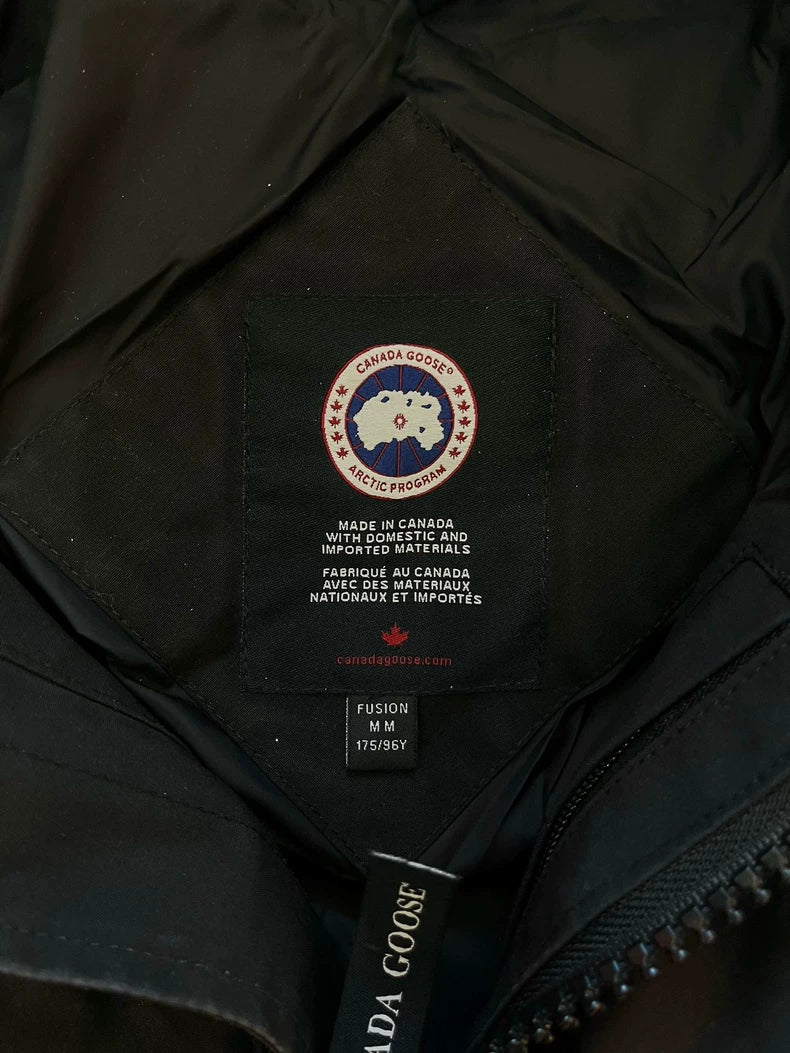 CANADA GOOSE®
ARCTIC PROGRAM
MADE IN CANADA
WITH DOMESTIC AND
IMPORTED MATERIALS
FABRIQUÉ AU CANADA
AVEC DES MATERIAUX
NATIONAUX ET IMPORTÉS
canadagoose.com
FUSION
M M
175/96Y
ADA GOOSE